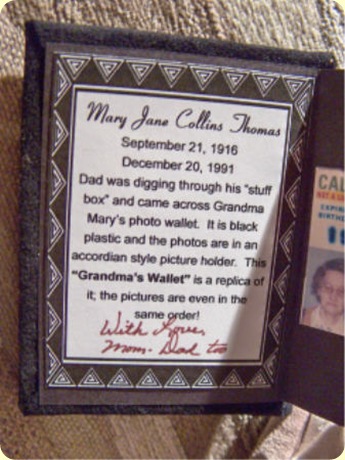 Mary Jane Collins Thomas
September 21, 1916
December 20, 1991
Dad was digging through his "stuff
box" and came across Grandma
Mary's photo wallet. It is black
plastic and the photos are in an
accordian style picture holder. This
"Grandma's Wallet" is a replica of
it; the pictures are even in the
same order!
With Love,
Mom- Dad too
CAL